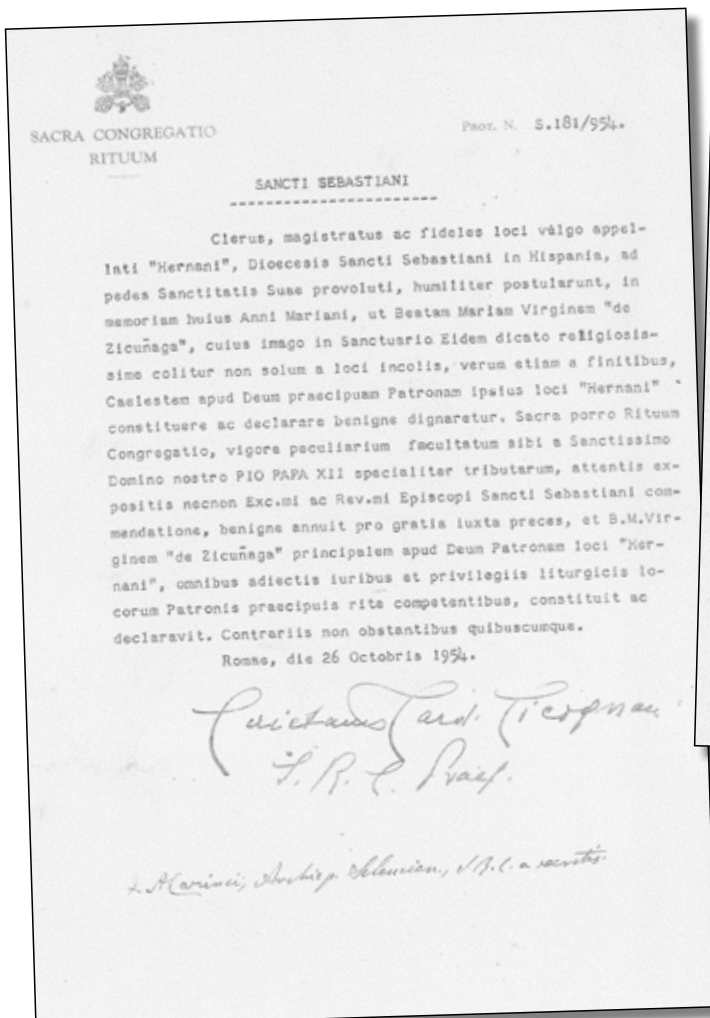 SACRA CONGREGATIO
RITUUM
PROT. N. S.181/954.
SANCTI SEBASTIANI
Clerus, magistratus ac fideles loci vulgo appel-
lati "Hernani", Dioecesis Sancti Sebastiani in Hispania, ad
pedes Sanctitatis Suae provoluti, humiliter postularunt, in
memoriam huius Anni Mariani, ut Beatam Mariam Virginem "de
Zicuñaga", cuius imago in Sanctuario Eidem dicato religiosis-
sime colitur non solum a loci incolis, verum etiam a finitibus,
Caelestem apud Deum praecipuam Patronam ipsius loci "Hernani"
constituere ac declarare benigne dignaretur. Sacra porro Rituum
Congregatio, vigore peculiarium facultatum sibi a Sanctissimo
Domino nostro PIO PAPA XII specialiter tributarum, attentis ex-
positis necnon Exc.mi ac Rev.mi Episcopi Sancti Sebastiani com-
mendatione, benigne annuit pro gratia iuxta preces, et B.M.Vir-
ginem "de Zicuñaga" principalem apud Deum Patronam loci "Her-
nani", omnibus adiectis iuribus et privilegiis liturgicis lo-
corum Patronis praecipuis rite competentibus, constituit ac
declaravit. Contrariis non obstantibus quibuscumque.
Romae, die 26 Octobris 1954.
Caietanus Card. Cicognani
S. R. C. Praef.
+ A Carinci, Archiep. Seleucian., S.R.C. a secretis